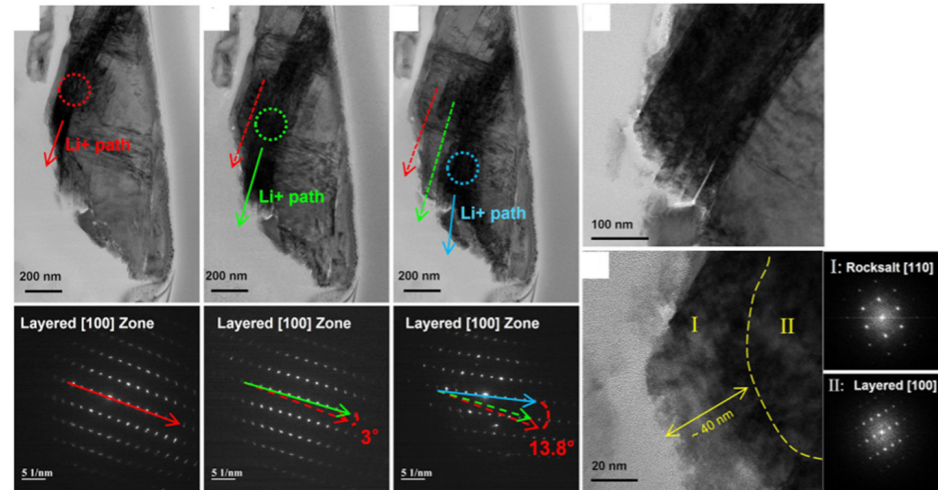 Li+ path
200 nm
Li+ path
200 nm
Li+ path
200 nm
100 nm
Layered [100] Zone
5 1/nm
Layered [100] Zone
3°
5 1/nm
Layered [100] Zone
13.8°
5 1/nm
I
II
~ 40 nm
20 nm
I: Rocksalt [110]
II: Layered [100]